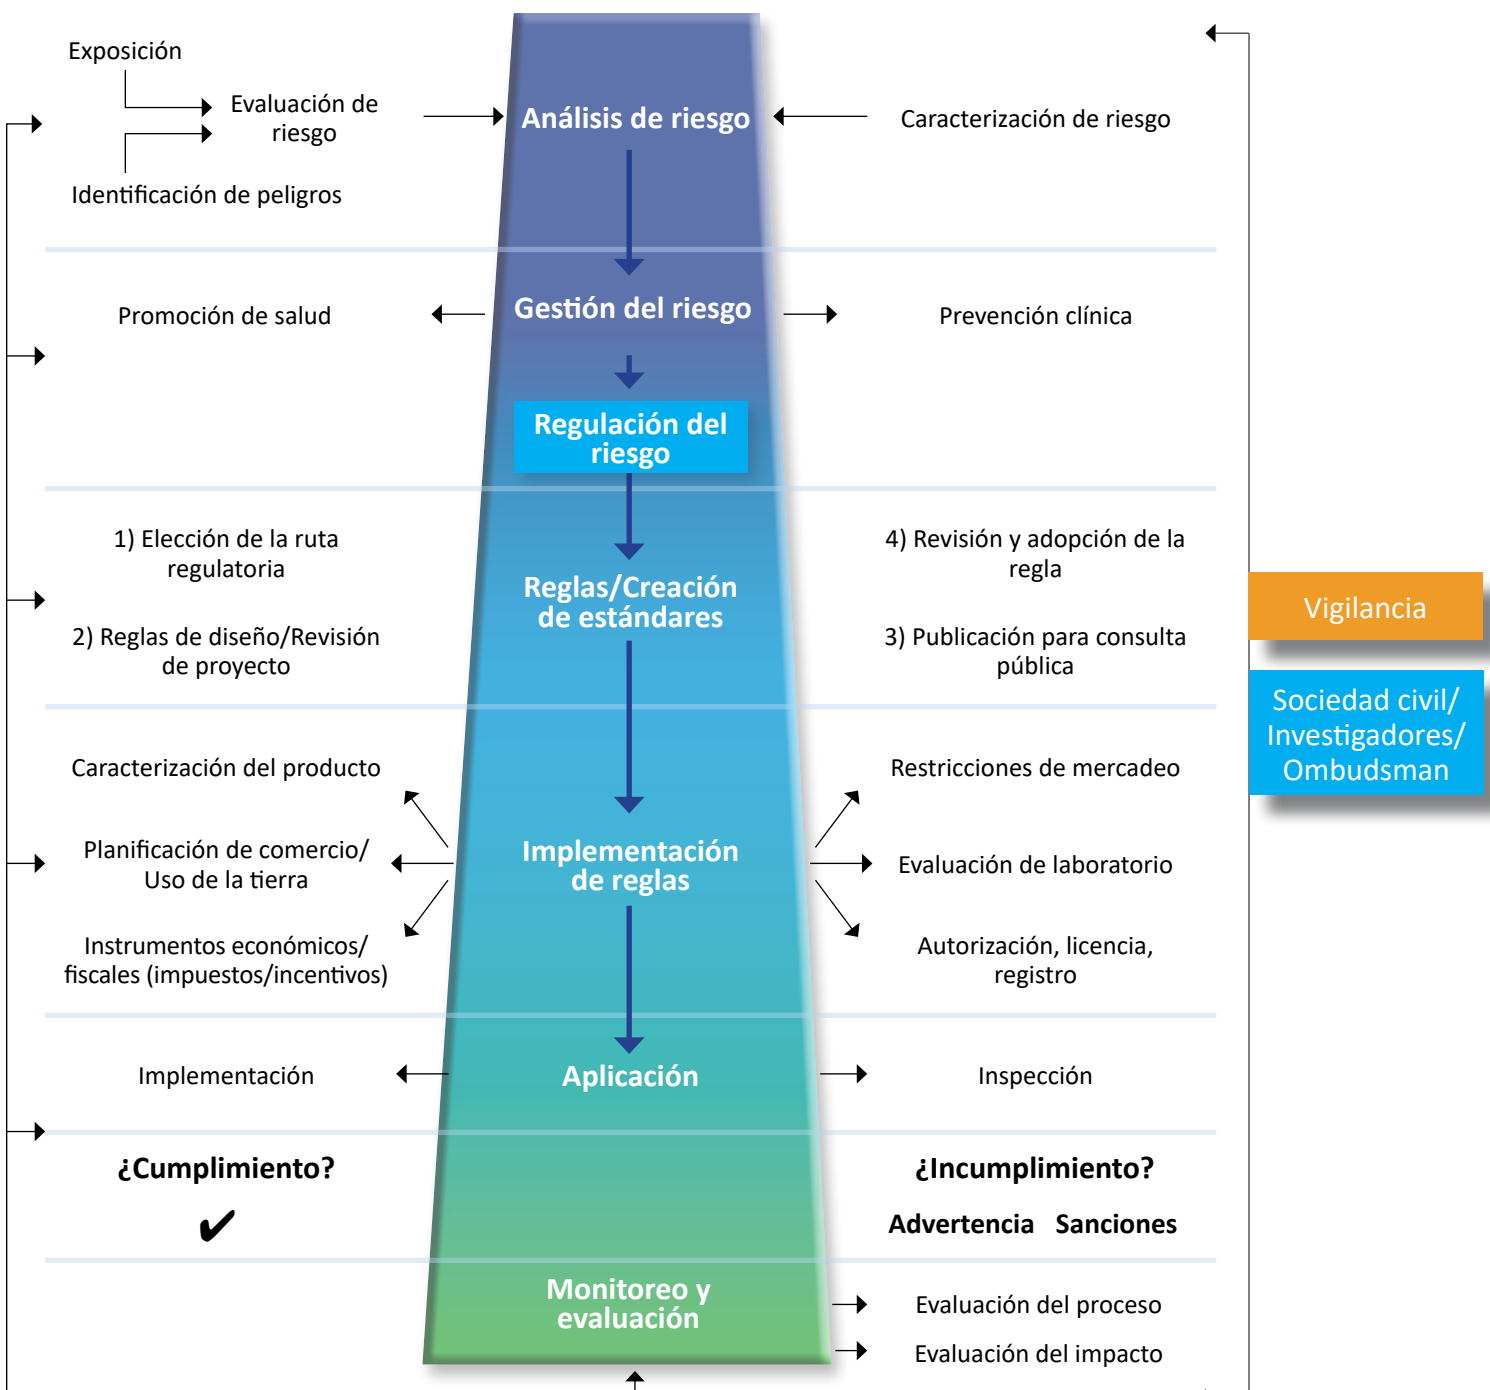 Exposición
Evaluación de
riesgo
Identificación de peligros
Análisis de riesgo
Caracterización de riesgo
Promoción de salud
Gestión del riesgo
Prevención clínica
Regulación del
riesgo
1) Elección de la ruta
regulatoria
2) Reglas de diseño/Revisión
de proyecto
Reglas/Creación
de estándares
4) Revisión y adopción de la
regla
3) Publicación para consulta
pública
Vigilancia
Sociedad civil/
Investigadores/
Ombudsman
Caracterización del producto
Planificación de comercio/
Uso de la tierra
Instrumentos económicos/
fiscales (impuestos/incentivos)
Implementación
de reglas
Restricciones de mercadeo
Evaluación de laboratorio
Autorización, licencia,
registro
Implementación
Aplicación
Inspección
¿Cumplimiento?
✔
¿Incumplimiento?
Advertencia Sanciones
Monitoreo y
evaluación
Evaluación del proceso
Evaluación del impacto